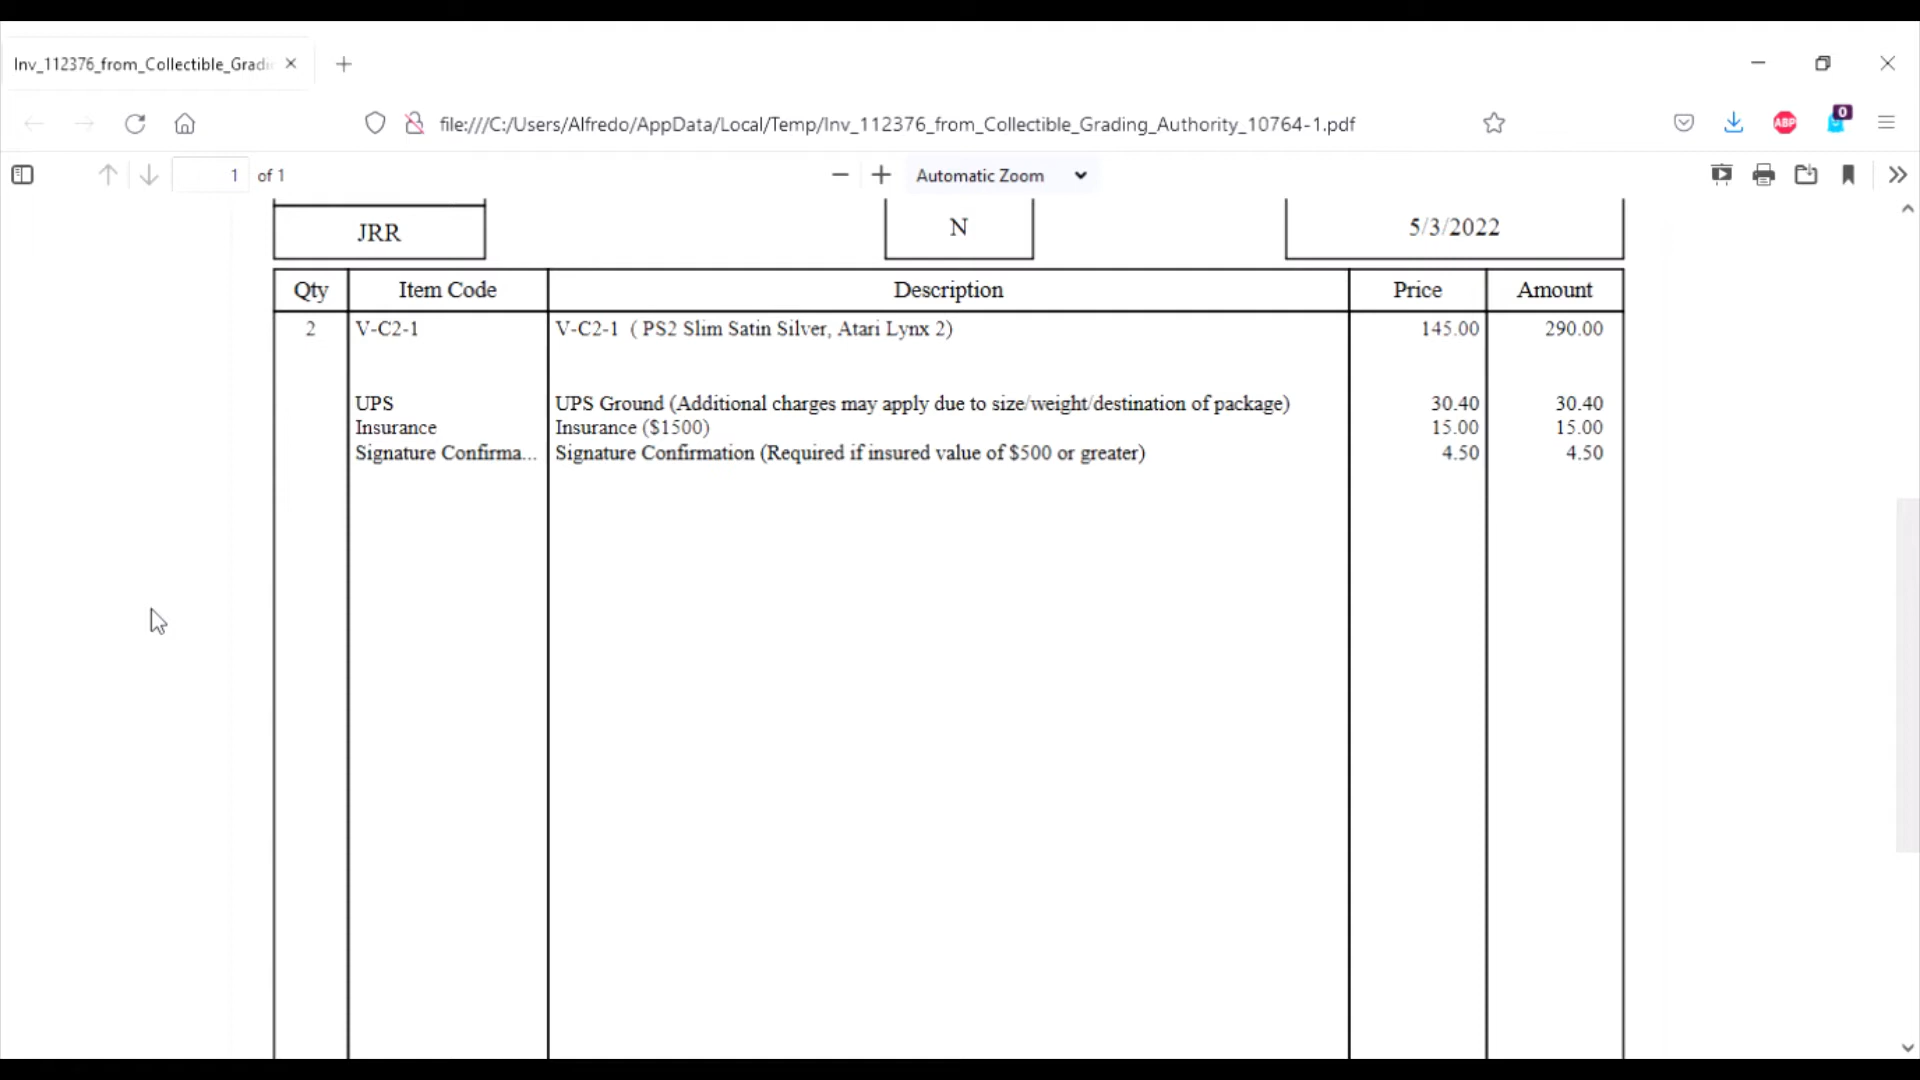 Inv_112376_from_Collectible_Gradi
file:///C:/Users/Alfredo/AppData/Local/Temp/Inv_112376_from_Collectible_Grading_Authority_10764-1.pdf
ABP
0
1 of 1
Automatic Zoom
JRR N 5/3/2022
Qty Item Code Description Price Amount
2 V-C2-1 V-C2-1 ( PS2 Slim Satin Silver, Atari Lynx 2) 145.00 290.00
UPS UPS Ground (Additional charges may apply due to size/weight/destination of package) 30.40 30.40
Insurance Insurance ($1500) 15.00 15.00
Signature Confirma... Signature Confirmation (Required if insured value of $500 or greater) 4.50 4.50